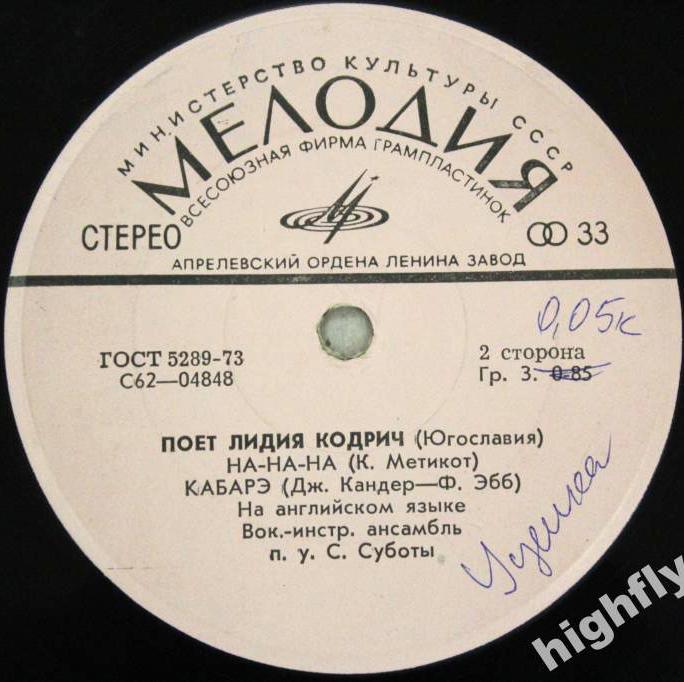 МИНИСТЕРСТВО КУЛЬТУРЫ СССР
МЕЛОДИЯ
ВСЕСОЮЗНАЯ ФИРМА ГРАМПЛАСТИНОК
СТЕРЕО
33
АПРЕЛЕВСКИЙ ОРДЕНА ЛЕНИНА ЗАВОД
0,05к
ГОСТ 5289-73
С62—04848
2 сторона
Гр. 3. 0-85
ПОЕТ ЛИДИЯ КОДРИЧ (Югославия)
НА-НА-НА (К. Метикот)
КАБАРЭ (Дж. Кандер—Ф. Эбб)
На английском языке
Вок.-инстр. ансамбль
п. у. С. Суботы
Уценка
highfly